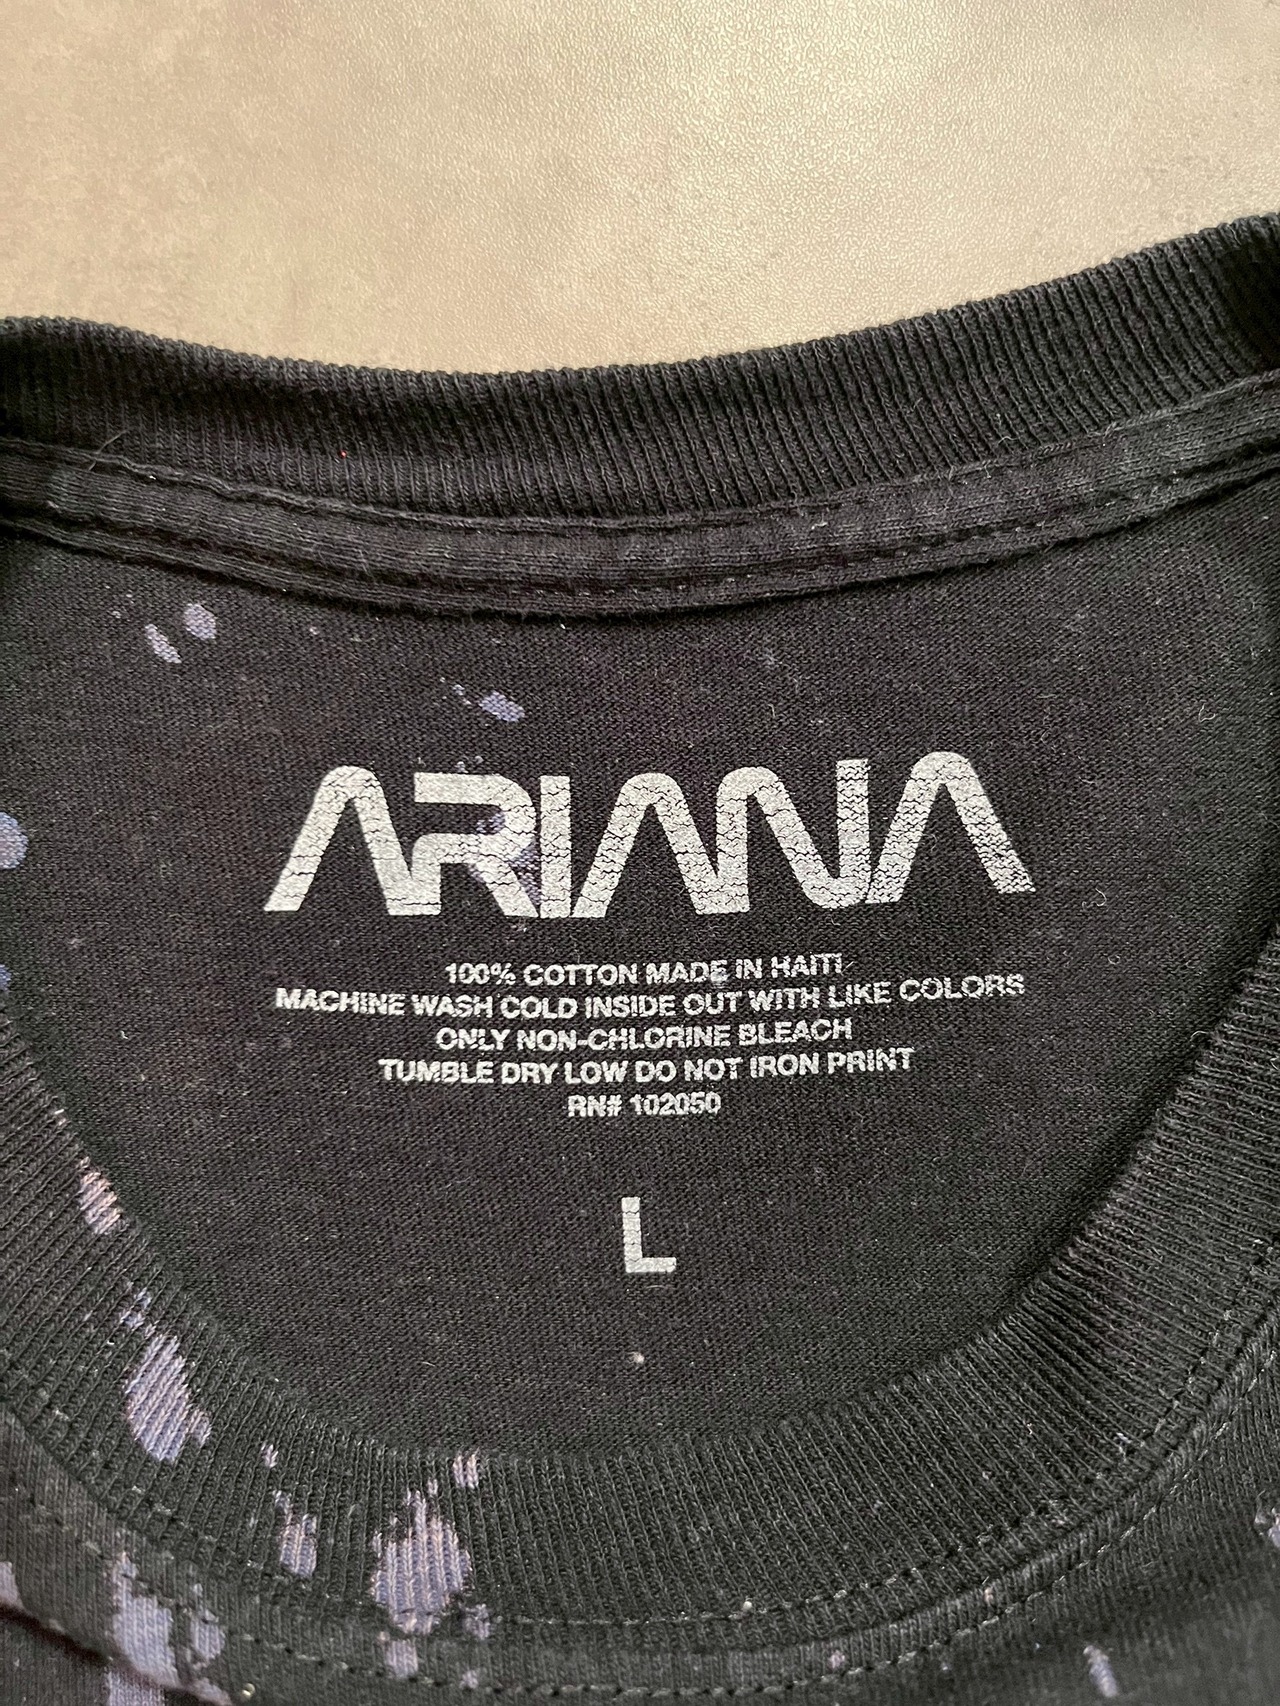 ARIANA
100% COTTON MADE IN HAITI
MACHINE WASH COLD INSIDE OUT WITH LIKE COLORS
ONLY NON-CHLORINE BLEACH
TUMBLE DRY LOW DO NOT IRON PRINT
RN# 102050
L